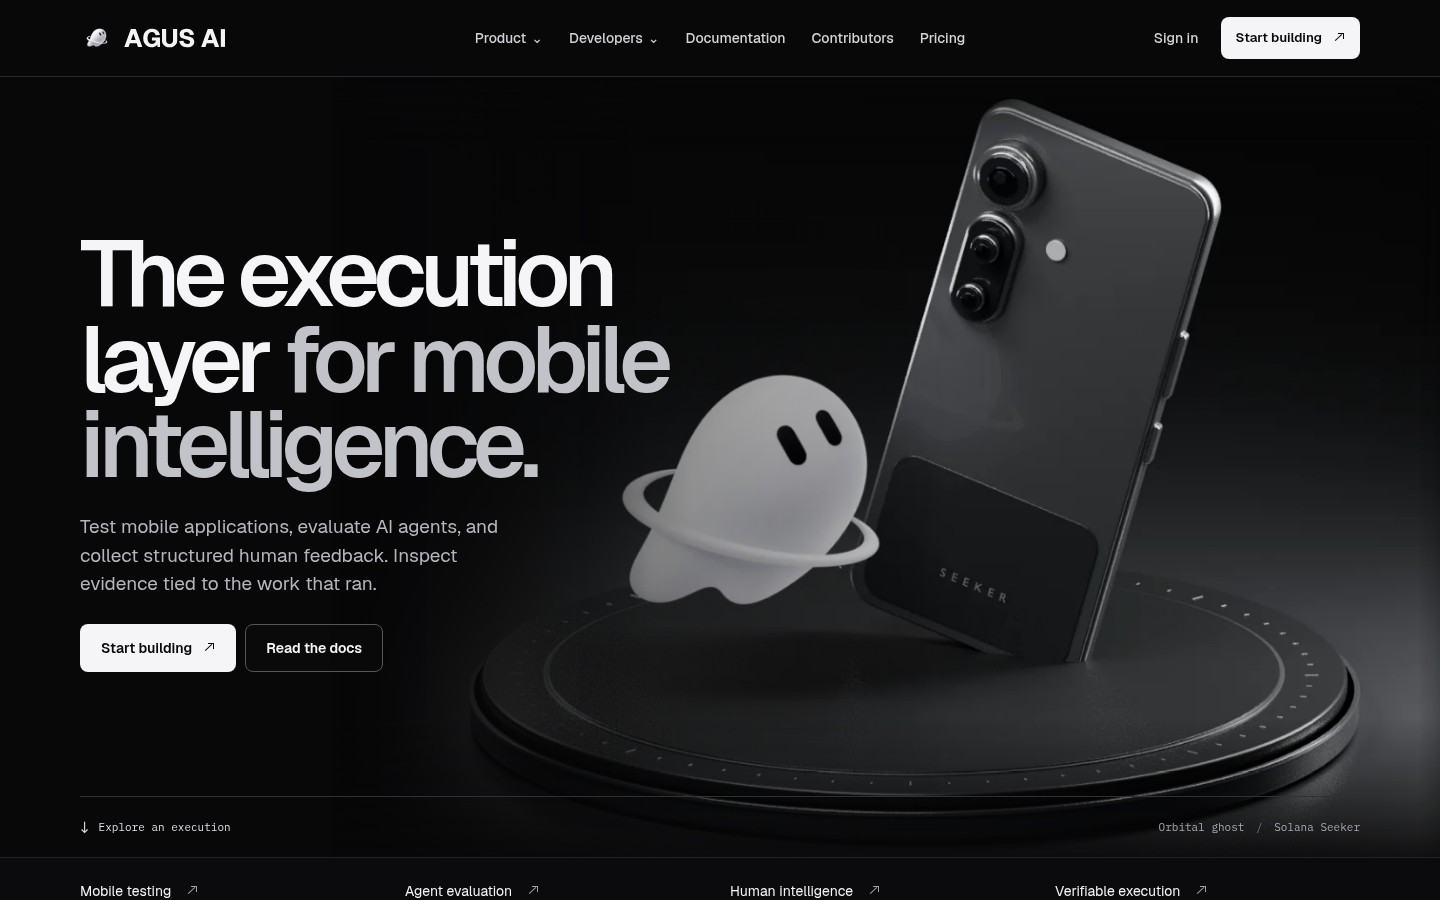 AGUS AI
Product
Developers
Documentation
Contributors
Pricing
Sign in
Start building
The execution
layer for mobile
intelligence.
Test mobile applications, evaluate AI agents, and
collect structured human feedback. Inspect
evidence tied to the work that ran.
Start building
Read the docs
SEEKER
↓ Explore an execution
Orbital ghost / Solana Seeker
Mobile testing
Agent evaluation
Human intelligence
Verifiable execution